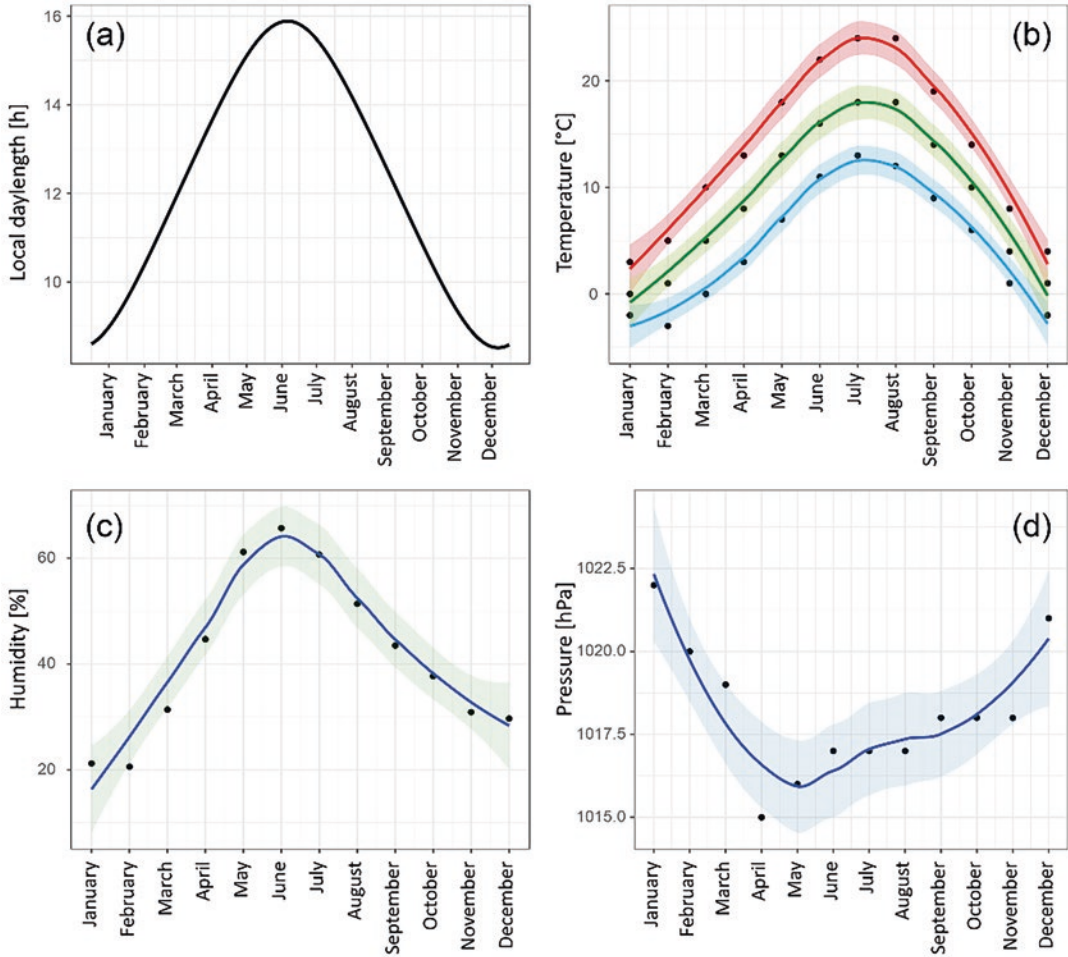 (a)
Local daylength [h]
16
14
12
10
January
February
March
April
May
June
July
August
September
October
November
December
(b)
Temperature [°C]
20
10
0
January
February
March
April
May
June
July
August
September
October
November
December
(c)
Humidity [%]
60
40
20
January
February
March
April
May
June
July
August
September
October
November
December
(d)
Pressure [hPa]
1022.5
1020.0
1017.5
1015.0
January
February
March
April
May
June
July
August
September
October
November
December